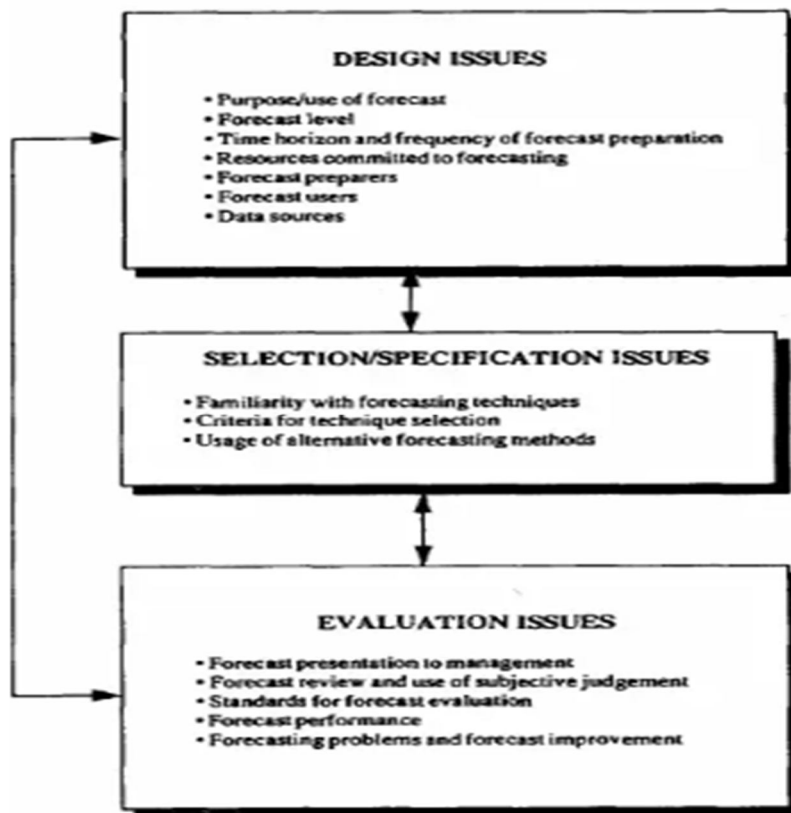 DESIGN ISSUES
• Purpose/use of forecast
• Forecast level
• Time horizon and frequency of forecast preparation
• Resources committed to forecasting
• Forecast preparers
• Forecast users
• Data sources
SELECTION/SPECIFICATION ISSUES
• Familiarity with forecasting techniques
• Criteria for technique selection
• Usage of alternative forecasting methods
EVALUATION ISSUES
• Forecast presentation to management
• Forecast review and use of subjective judgement
• Standards for forecast evaluation
• Forecast performance
• Forecasting problems and forecast improvement